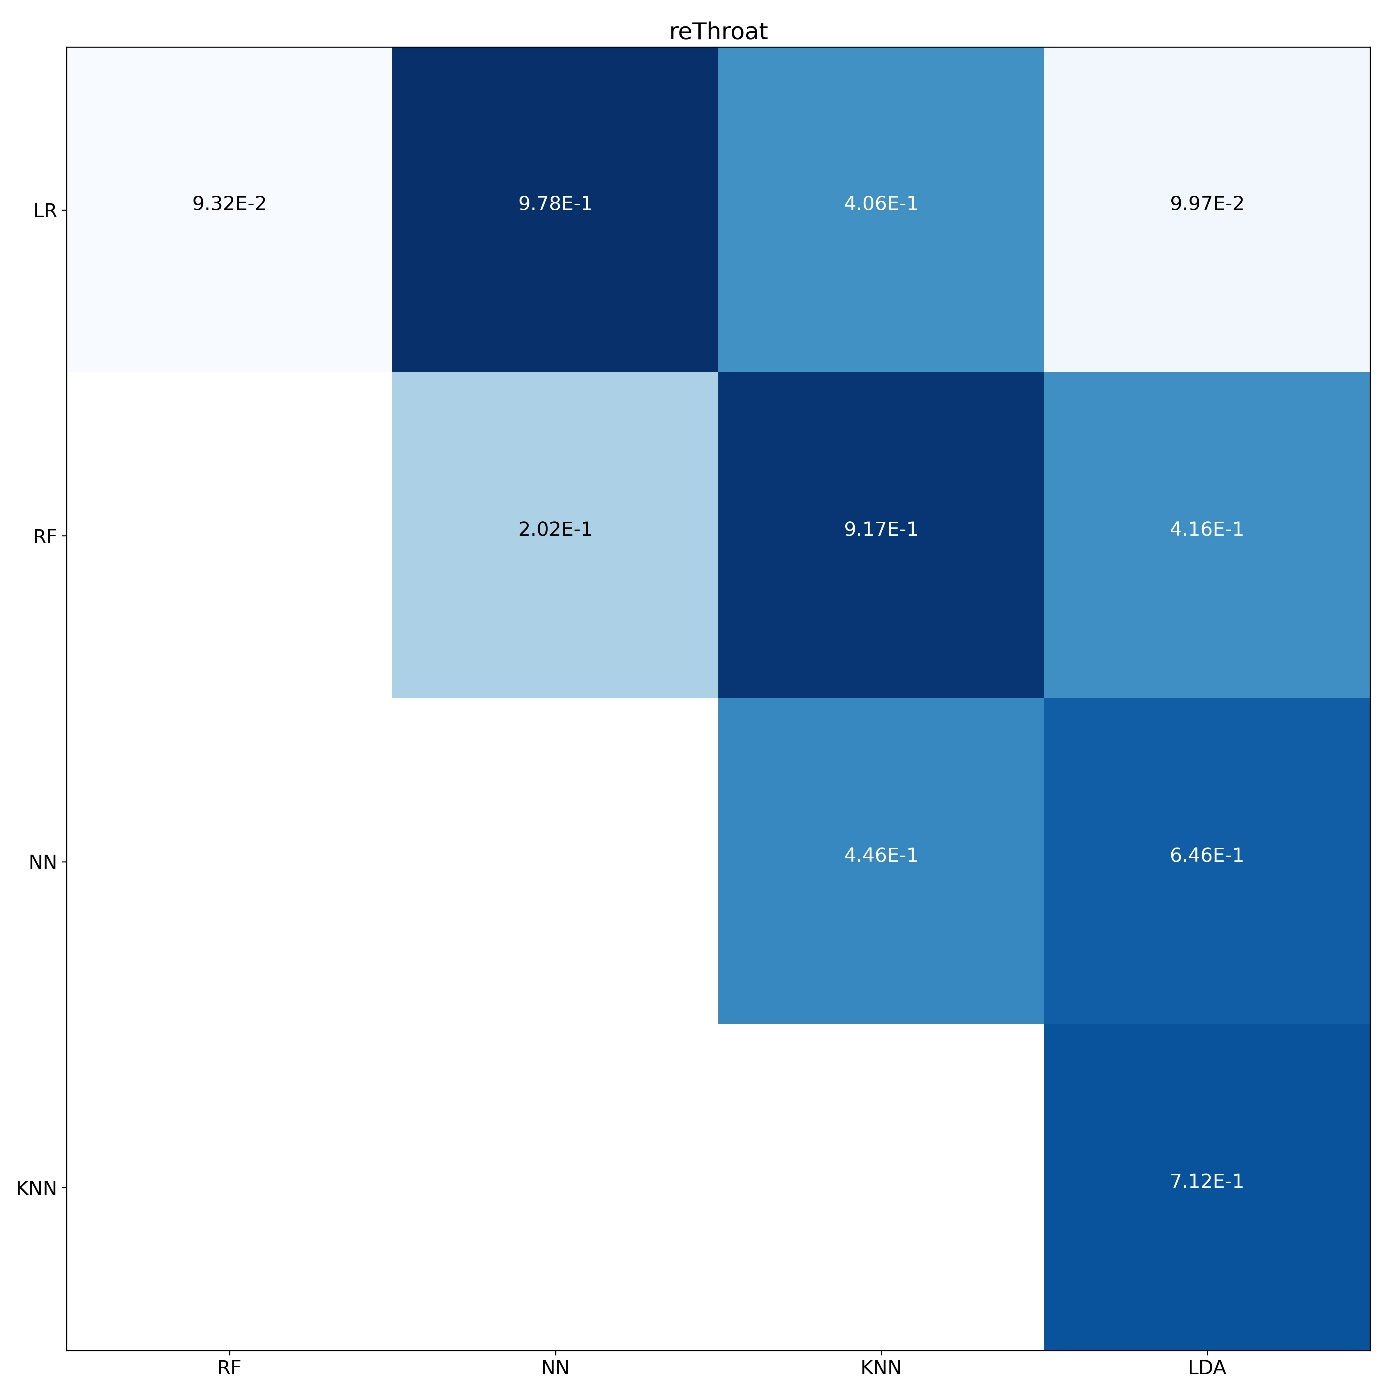 reThroat
LR 9.32E-2 9.78E-1 4.06E-1 9.97E-2
RF 2.02E-1 9.17E-1 4.16E-1
NN 4.46E-1 6.46E-1
KNN 7.12E-1
RF NN KNN LDA